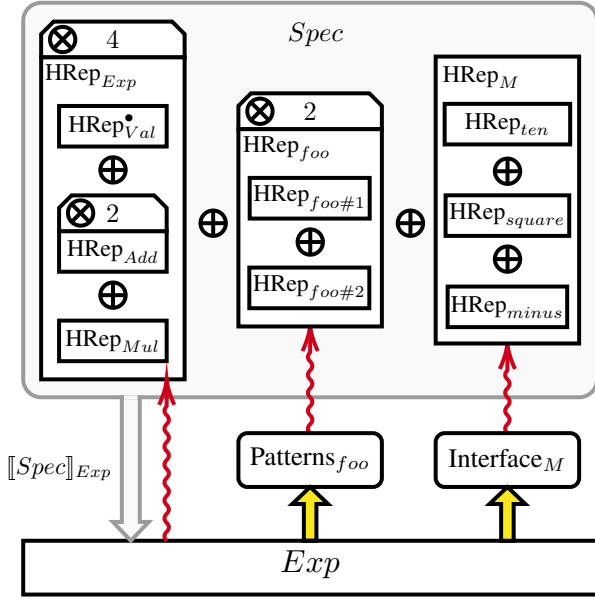 Spec
⊗ 4
HRep_Exp
HRep•_Val
⊕
⊗ 2
HRep_Add
⊕
HRep_Mul
⊕
⊗ 2
HRep_foo
HRep_foo#1
⊕
HRep_foo#2
⊕
HRep_M
HRep_ten
⊕
HRep_square
⊕
HRep_minus
⟦Spec⟧_Exp
Patterns_foo
Interface_M
Exp